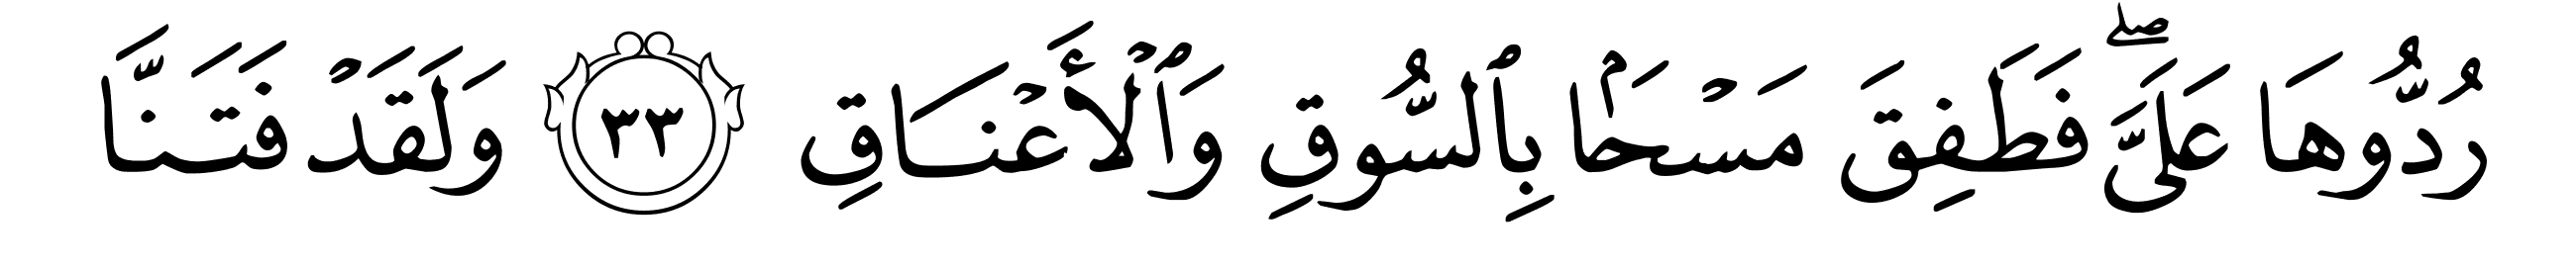 رُدُّوهَا عَلَيَّۖ فَطَفِقَ مَسۡحَۢا بِٱلسُّوقِ وَٱلۡأَعۡنَاقِ ٣٣ وَلَقَدۡ فَتَنَّا